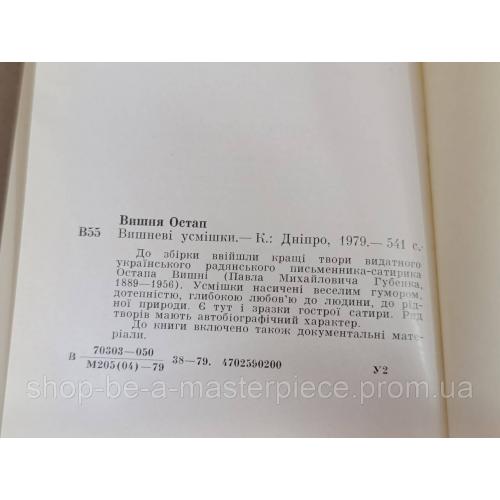 Вишня Остап
В55 Вишневі усмішки.— К.: Дніпро, 1979.— 541 с.
До збірки ввійшли кращі твори видатного
українського радянського письменника-сатирика
Остапа Вишні (Павла Михайловича Губенка,
1889—1956). Усмішки насичені веселим гумором,
дотепністю, глибокою любов'ю до людини, до рід-
ної природи. Є тут і зразки гострої сатири. Ряд
творів мають автобіографічний характер.
До книги включено також документальні мате-
ріали.
В 70303—050
М205(04)—79 38—79. 4702590200 У2
shop-be-a-masterpiece.prom.ua